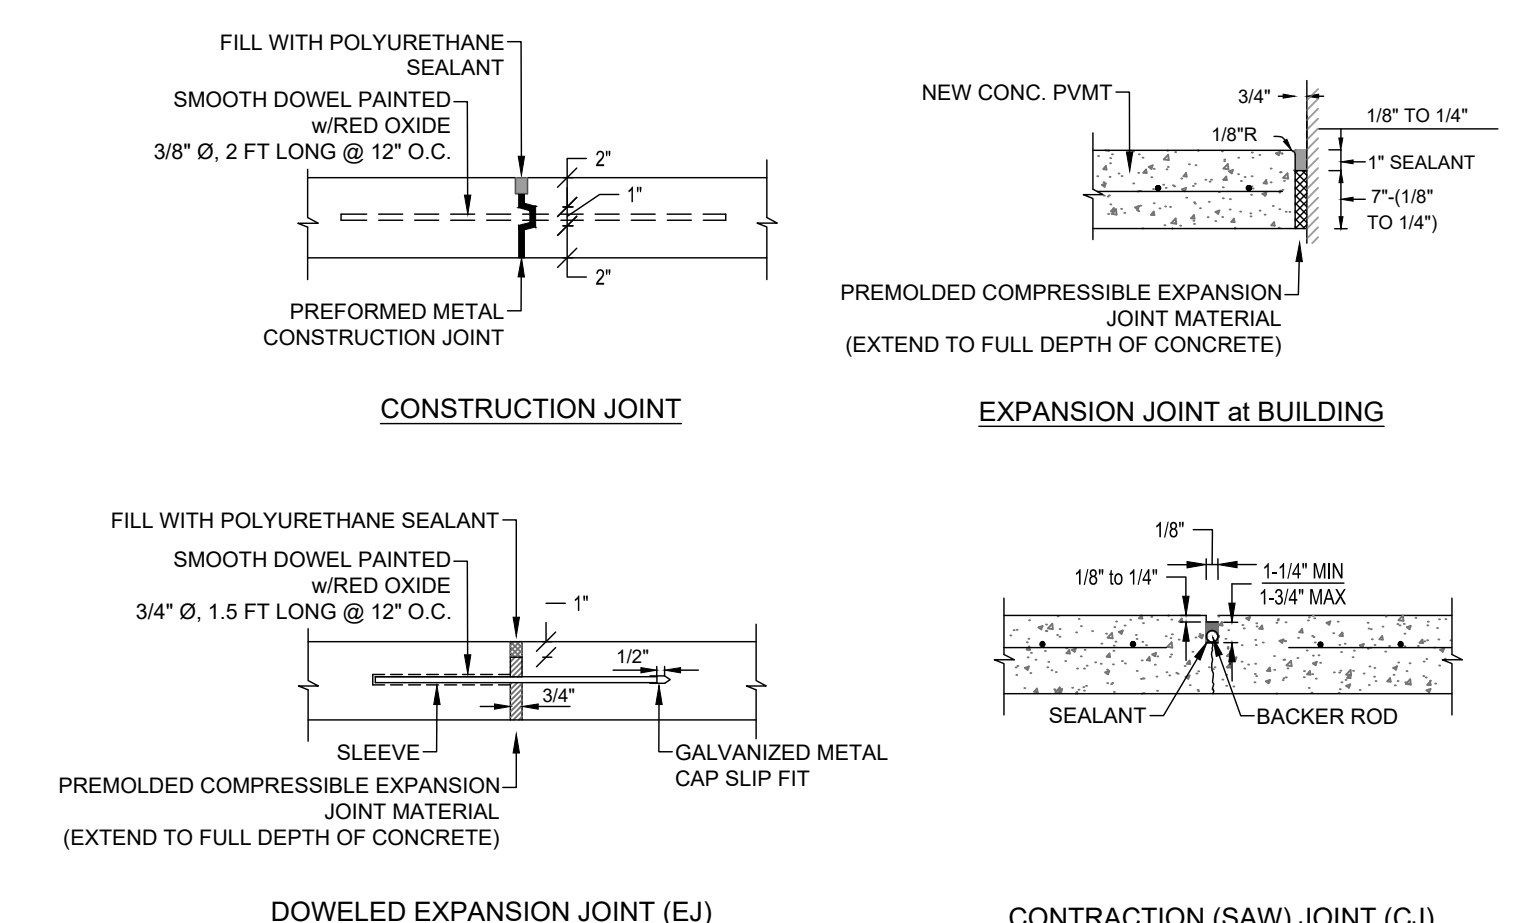 FILL WITH POLYURETHANE
SEALANT
SMOOTH DOWEL PAINTED
w/RED OXIDE
3/8" Ø, 2 FT LONG @ 12" O.C.
2"
1"
2"
PREFORMED METAL
CONSTRUCTION JOINT
CONSTRUCTION JOINT
NEW CONC. PVMT
3/4"
1/8" TO 1/4"
1/8"R
1" SEALANT
7"-(1/8"
TO 1/4")
PREMOLDED COMPRESSIBLE EXPANSION
JOINT MATERIAL
(EXTEND TO FULL DEPTH OF CONCRETE)
EXPANSION JOINT at BUILDING
FILL WITH POLYURETHANE SEALANT
SMOOTH DOWEL PAINTED
w/RED OXIDE
3/4" Ø, 1.5 FT LONG @ 12" O.C.
1"
1/2"
3/4"
SLEEVE
GALVANIZED METAL
CAP SLIP FIT
PREMOLDED COMPRESSIBLE EXPANSION
JOINT MATERIAL
(EXTEND TO FULL DEPTH OF CONCRETE)
DOWELED EXPANSION JOINT (EJ)
1/8"
1/8" to 1/4"
1-1/4" MIN
1-3/4" MAX
SEALANT
BACKER ROD
CONTRACTION (SAW) JOINT (CJ)